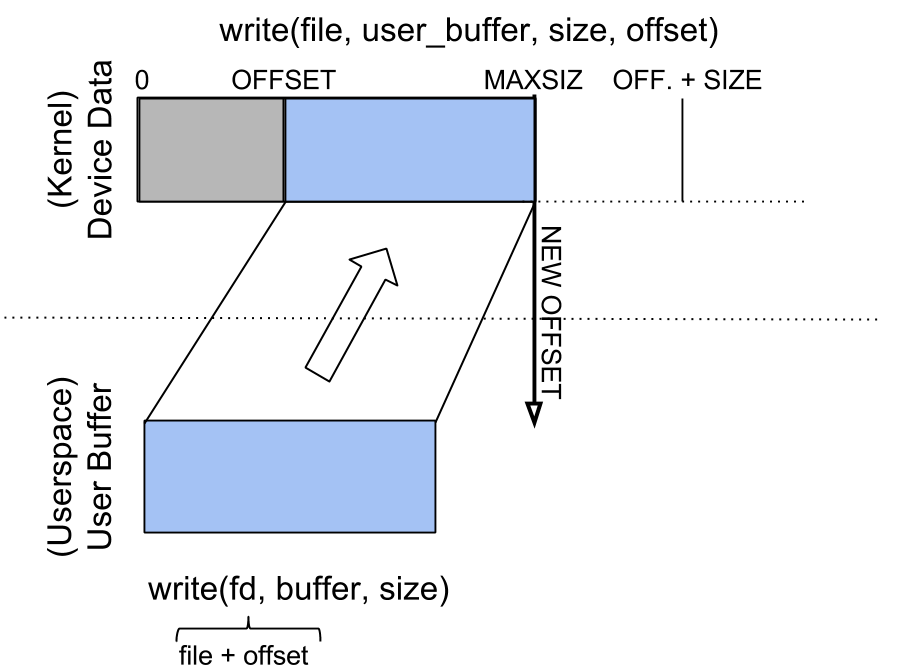 write(file, user_buffer, size, offset)
0 OFFSET MAXSIZ OFF. + SIZE
(Kernel)
Device Data
NEW OFFSET
(Userspace)
User Buffer
write(fd, buffer, size)
file + offset